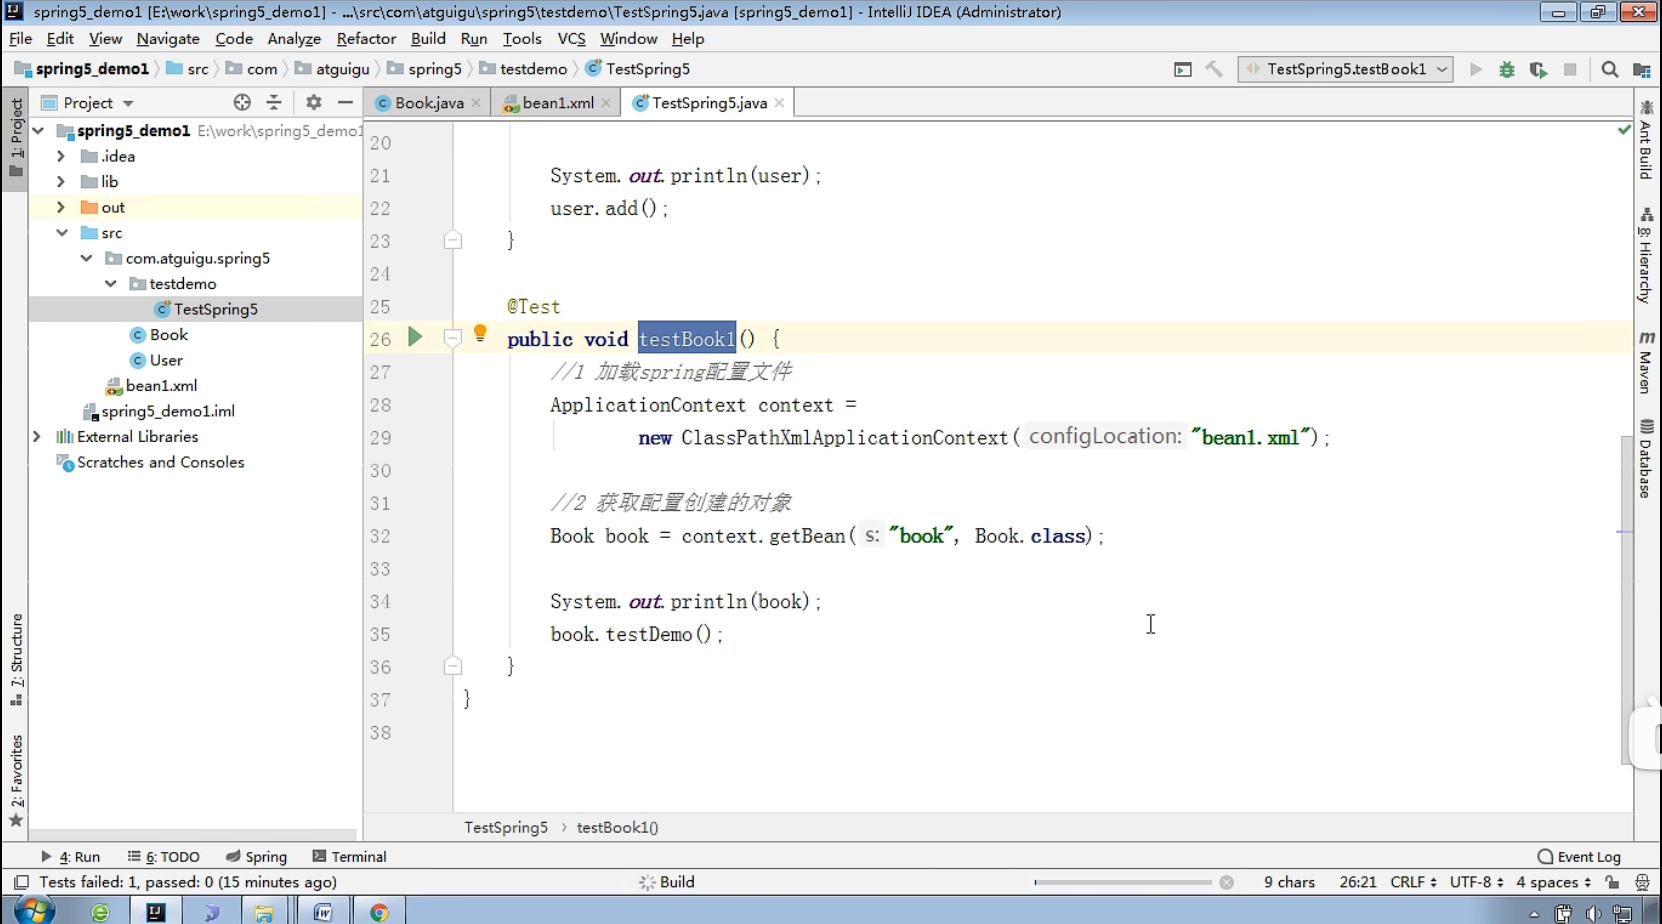 spring5_demo1 [E:\work\spring5_demo1] - ...\src\com\atguigu\spring5\testdemo\TestSpring5.java [spring5_demo1] - IntelliJ IDEA (Administrator)
File Edit View Navigate Code Analyze Refactor Build Run Tools VCS Window Help
spring5_demo1 src com atguigu spring5 testdemo TestSpring5
TestSpring5.testBook1
Project
Book.java
bean1.xml
TestSpring5.java
1: Project
spring5_demo1 E:\work\spring5_demo1
.idea
lib
out
src
com.atguigu.spring5
testdemo
TestSpring5
Book
User
bean1.xml
spring5_demo1.iml
External Libraries
Scratches and Consoles
7: Structure
2: Favorites
20
21 System.out.println(user);
22 user.add();
23 }
24
25 @Test
26 public void testBook1() {
27 //1 加载spring配置文件
28 ApplicationContext context =
29 new ClassPathXmlApplicationContext( configLocation: "bean1.xml");
30
31 //2 获取配置创建的对象
32 Book book = context.getBean( s: "book", Book.class);
33
34 System.out.println(book);
35 book.testDemo();
36 }
37 }
38
Ant Build
8: Hierarchy
Maven
Database
TestSpring5 › testBook1()
4: Run 6: TODO Spring Terminal Event Log
Tests failed: 1, passed: 0 (15 minutes ago) Build 9 chars 26:21 CRLF UTF-8 4 spaces